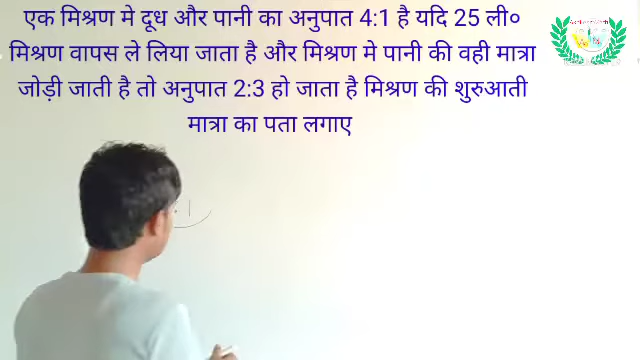 एक मिश्रण मे दूध और पानी का अनुपात 4:1 है यदि 25 ली०
मिश्रण वापस ले लिया जाता है और मिश्रण मे पानी की वही मात्रा
जोड़ी जाती है तो अनुपात 2:3 हो जाता है मिश्रण की शुरुआती
मात्रा का पता लगाए